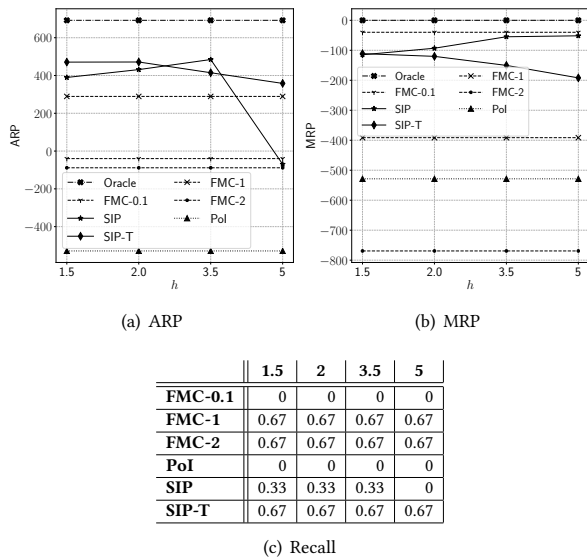 600
400
200
0
−200
−400
ARP
1.5
2.0
3.5
5
h
Oracle
FMC-0.1
SIP
SIP-T
FMC-1
FMC-2
PoI
(a) ARP
0
−100
−200
−300
−400
−500
−600
−700
−800
MRP
1.5
2.0
3.5
5
h
Oracle
FMC-0.1
SIP
SIP-T
FMC-1
FMC-2
PoI
(b) MRP
1.5 2 3.5 5
FMC-0.1 0 0 0 0
FMC-1 0.67 0.67 0.67 0.67
FMC-2 0.67 0.67 0.67 0.67
PoI 0 0 0 0
SIP 0.33 0.33 0.33 0
SIP-T 0.67 0.67 0.67 0.67
(c) Recall